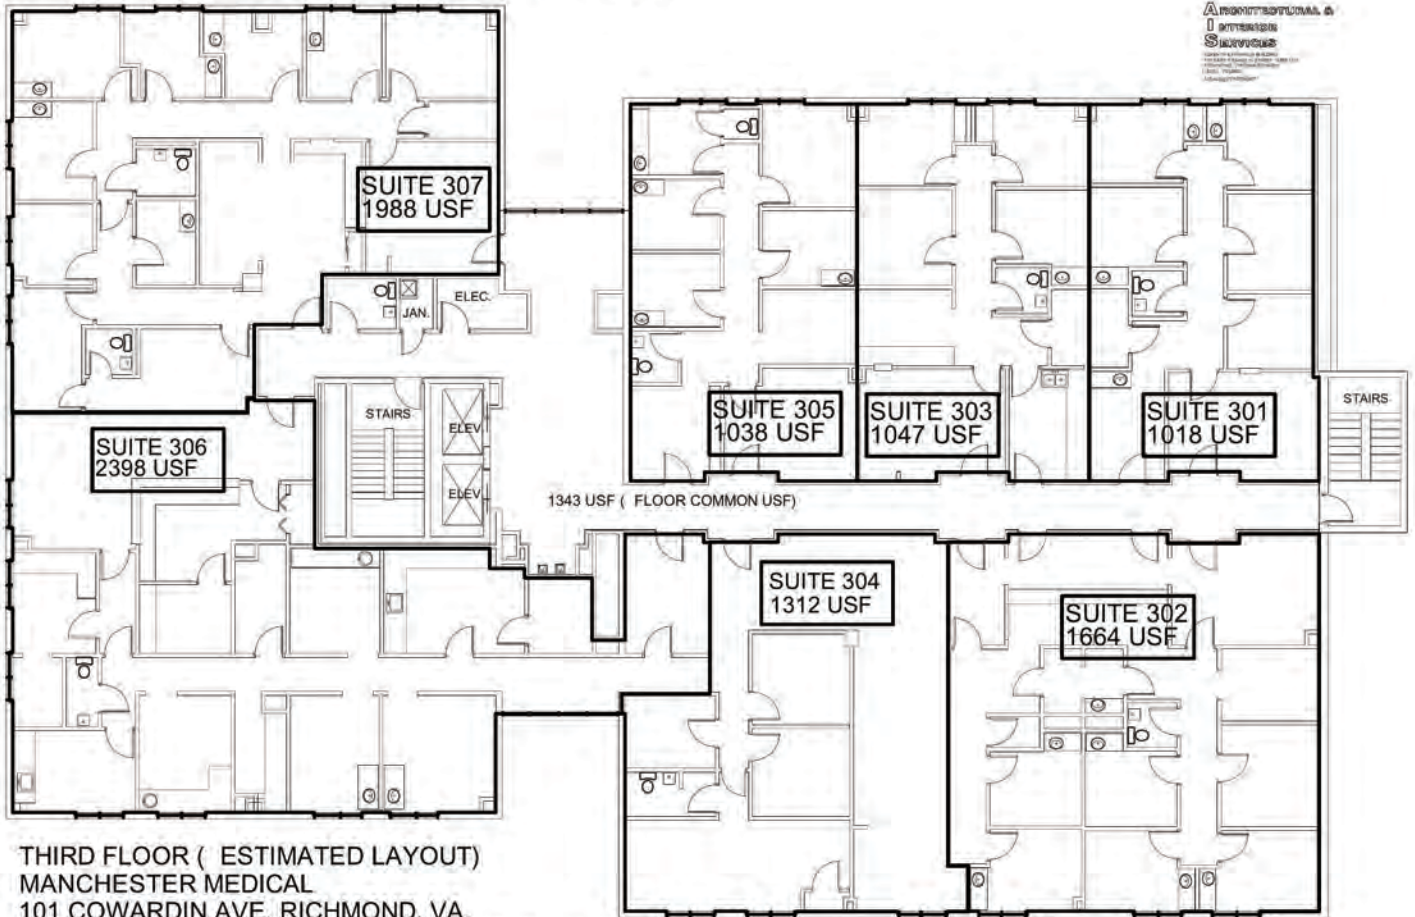 ARCHITECTURAL &
INTERIOR
SERVICES
SUITE 307
1988 USF
JAN.
ELEC.
STAIRS
ELEV
ELEV
SUITE 305
1038 USF
SUITE 303
1047 USF
SUITE 301
1018 USF
STAIRS
SUITE 306
2398 USF
1343 USF ( FLOOR COMMON USF)
SUITE 304
1312 USF
SUITE 302
1664 USF
THIRD FLOOR ( ESTIMATED LAYOUT)
MANCHESTER MEDICAL
101 COWARDIN AVE, RICHMOND, VA.